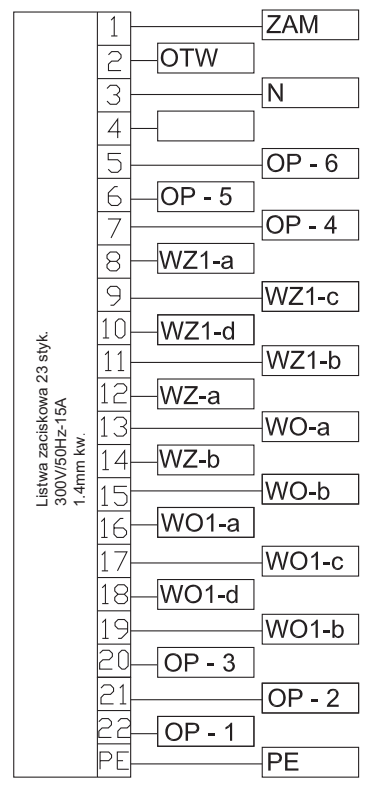 Listwa zaciskowa 23 styk.
300V/50Hz-15A
1.4mm kw.
1 ZAM
2 OTW
3 N
4
5 OP - 6
6 OP - 5
7 OP - 4
8 WZ1-a
9 WZ1-c
10 WZ1-d
11 WZ1-b
12 WZ-a
13 WO-a
14 WZ-b
15 WO-b
16 WO1-a
17 WO1-c
18 WO1-d
19 WO1-b
20 OP - 3
21 OP - 2
22 OP - 1
PE PE